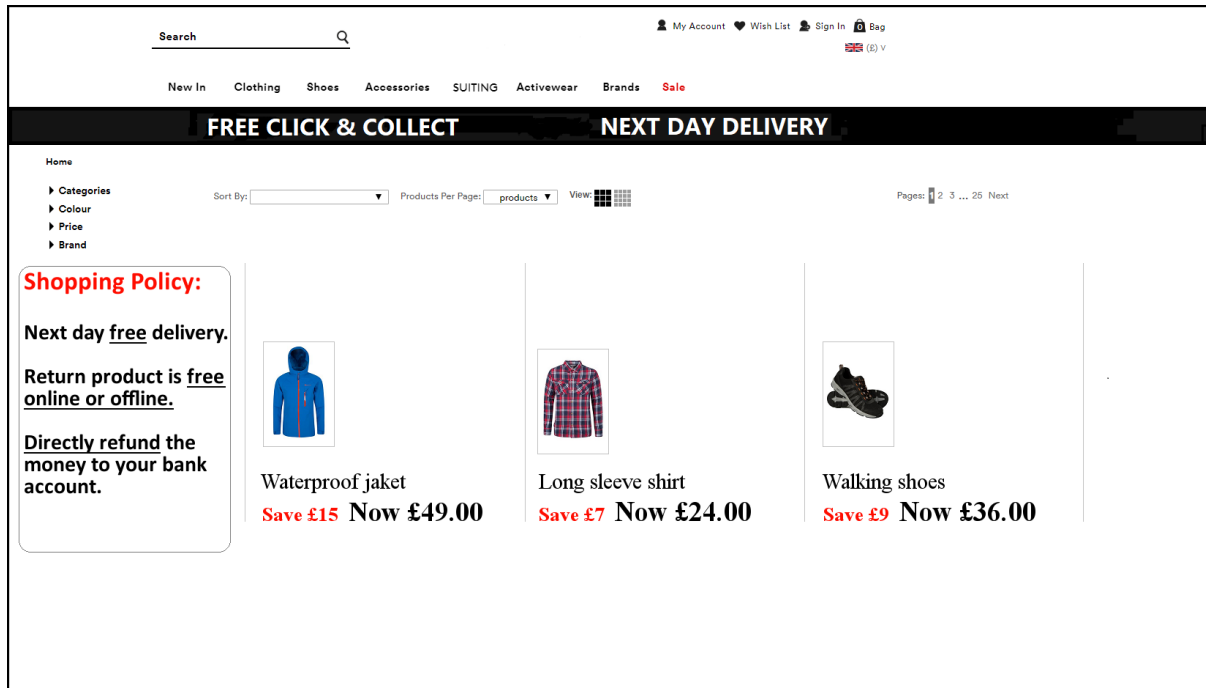 My Account Wish List Sign In 0 Bag
Search
(£) V
New In Clothing Shoes Accessories SUITING Activewear Brands Sale
FREE CLICK & COLLECT NEXT DAY DELIVERY
Home
Categories
Colour
Price
Brand
Sort By: Products Per Page: products View:
Pages: 1 2 3 ... 25 Next
Shopping Policy:
Next day free delivery.
Return product is free
online or offline.
Directly refund the
money to your bank
account.
Waterproof jaket
Save £15 Now £49.00
Long sleeve shirt
Save £7 Now £24.00
Walking shoes
Save £9 Now £36.00